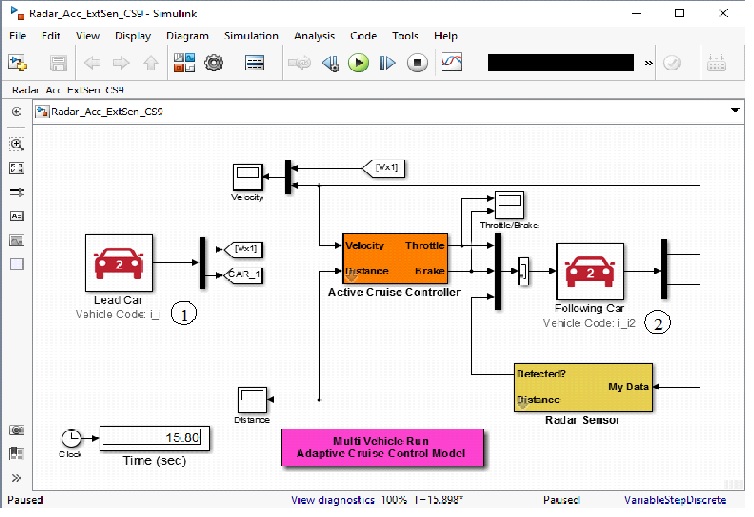 Radar_Acc_ExtSen_CS9 - Simulink
File Edit View Display Diagram Simulation Analysis Code Tools Help
Radar_Acc_ExtSen_CS9
Radar_Acc_ExtSen_CS9
[Vx1]
Velocity
Throttle/Brake
Velocity Throttle
Distance Brake
Active Cruise Controller
2
Lead Car
Vehicle Code: i_i
1
[Vx1]
CAR_1
2
Following Car
Vehicle Code: i_i2
2
Detected?
My Data
Distance
Radar Sensor
Distance
Clock
15.80
Time (sec)
Multi Vehicle Run
Adaptive Cruise Control Model
Paused View diagnostics 100% T=15.898* Paused VariableStepDiscrete